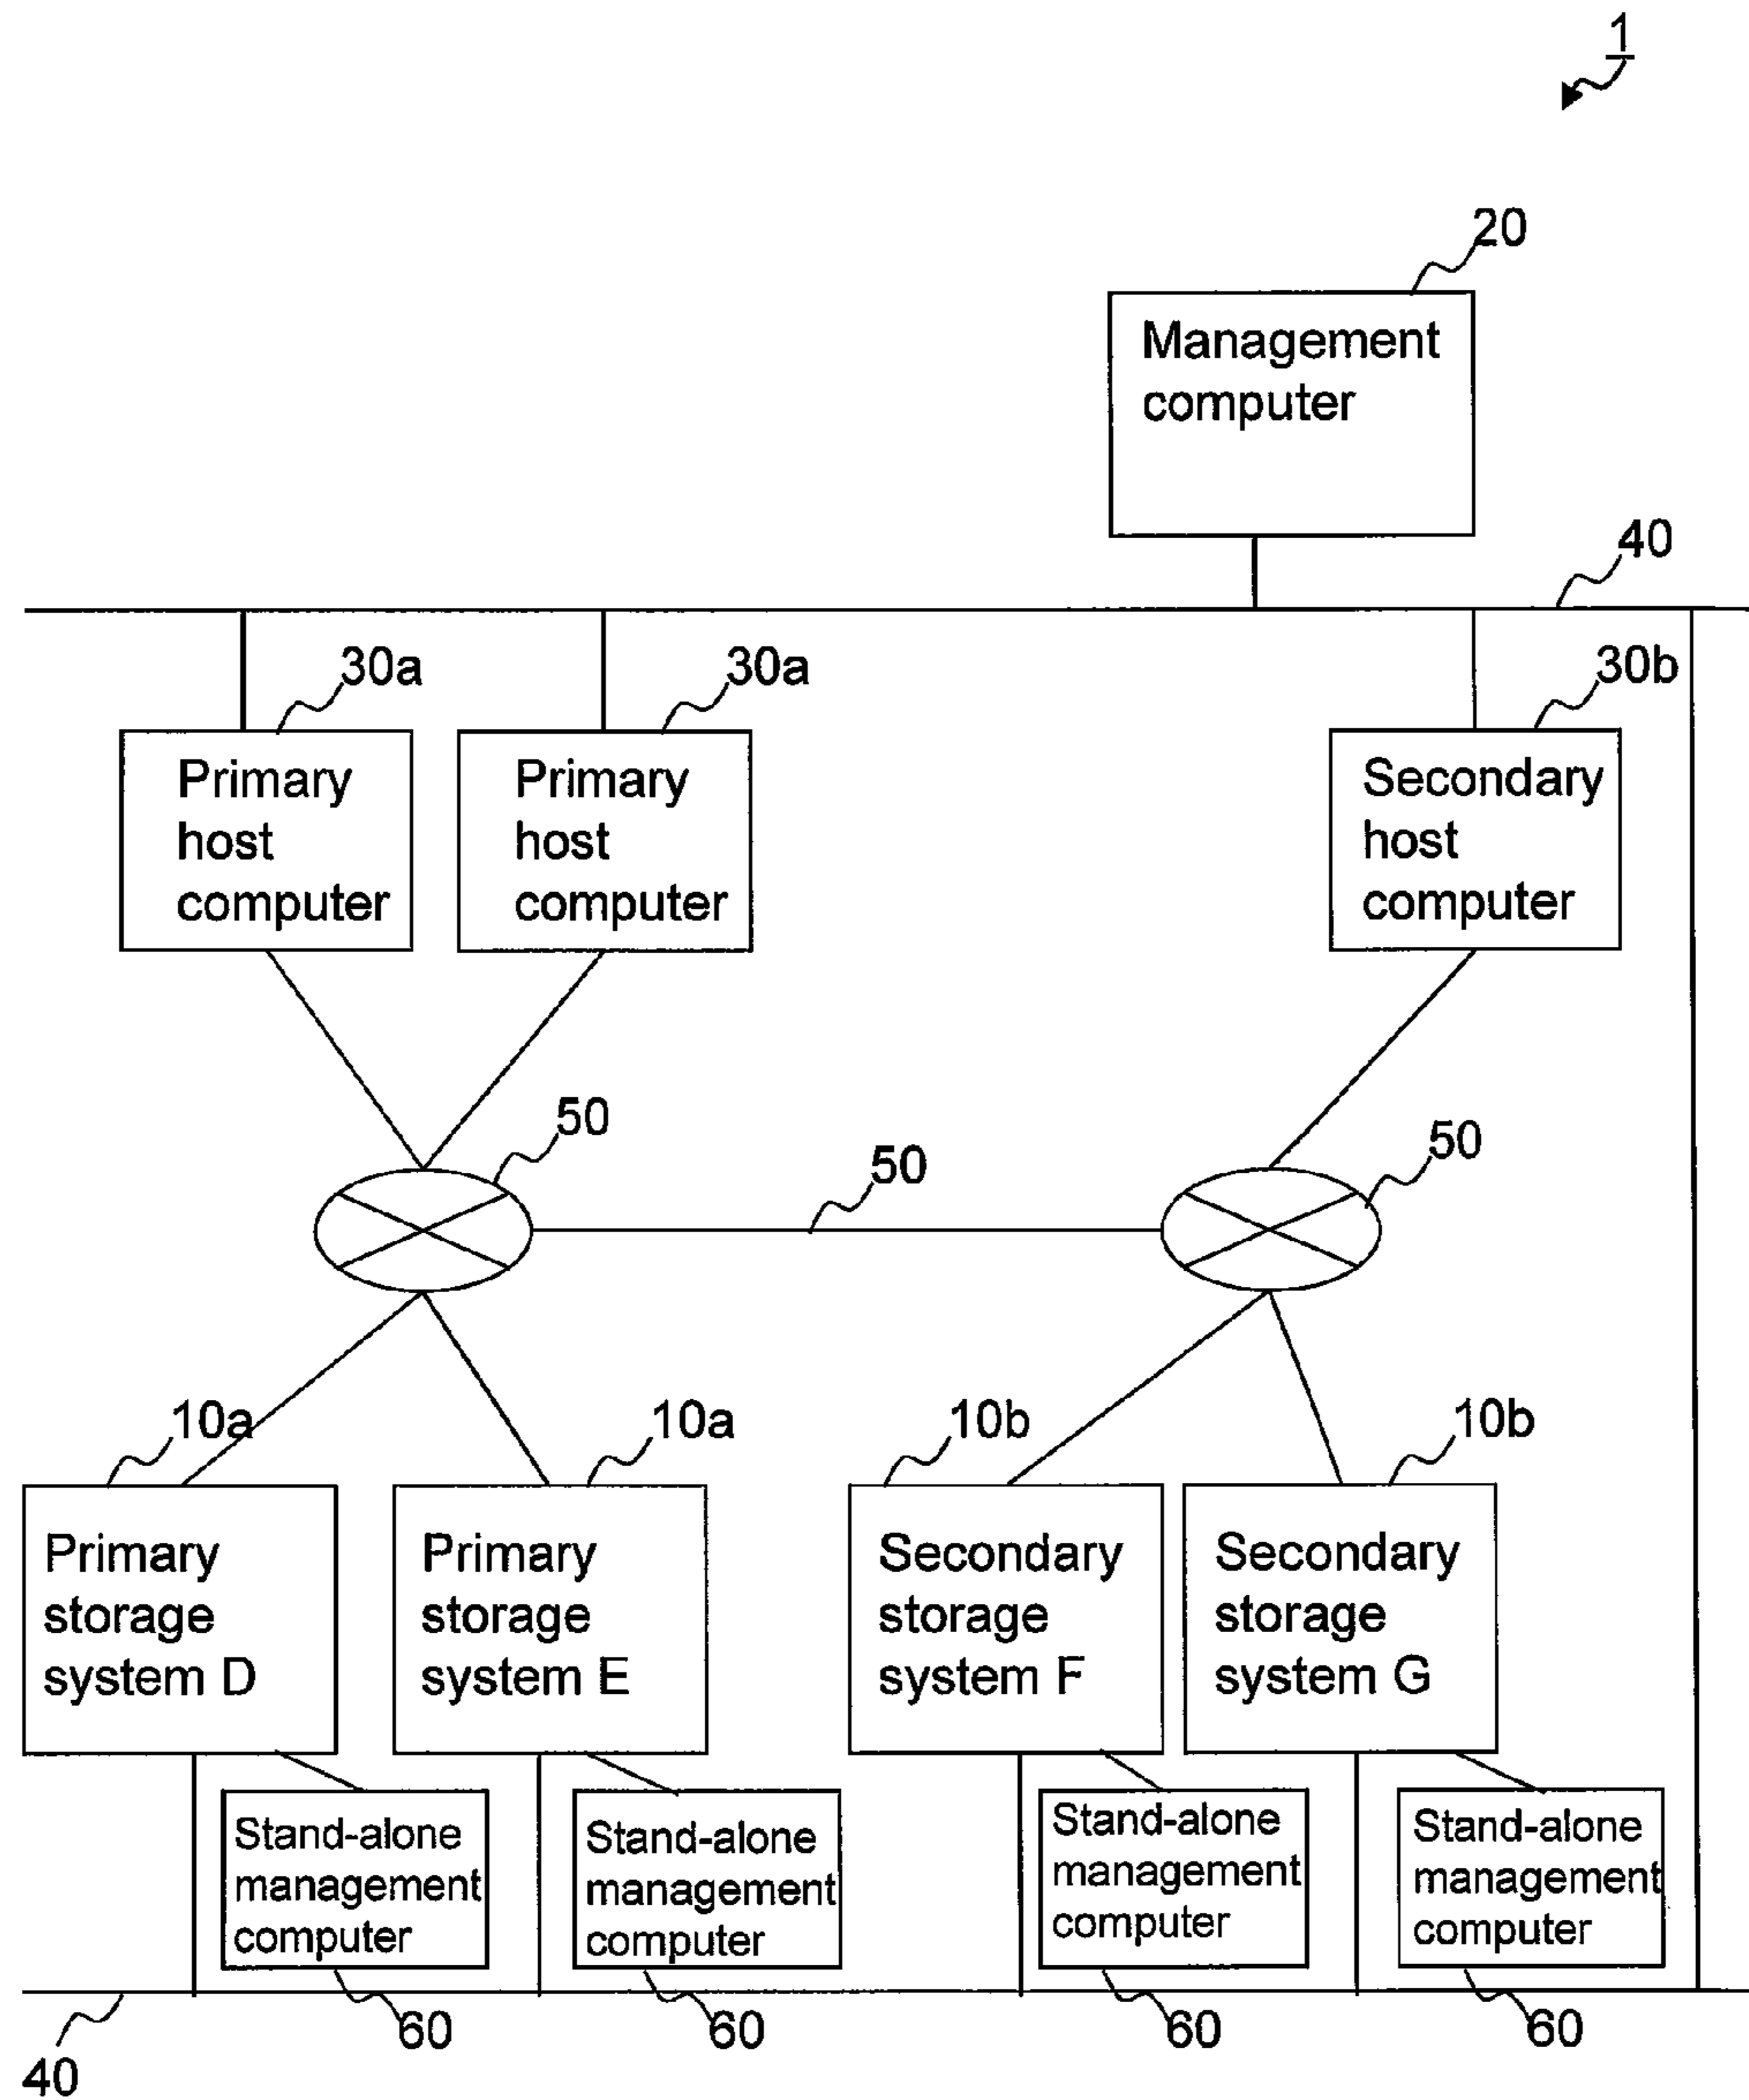 1
20
Management
computer
40
30a
30a
30b
Primary
host
computer
Primary
host
computer
Secondary
host
computer
50
50
50
10a
10a
10b
10b
Primary
storage
system D
Primary
storage
system E
Secondary
storage
system F
Secondary
storage
system G
Stand-alone
management
computer
Stand-alone
management
computer
Stand-alone
management
computer
Stand-alone
management
computer
60
60
60
60
40